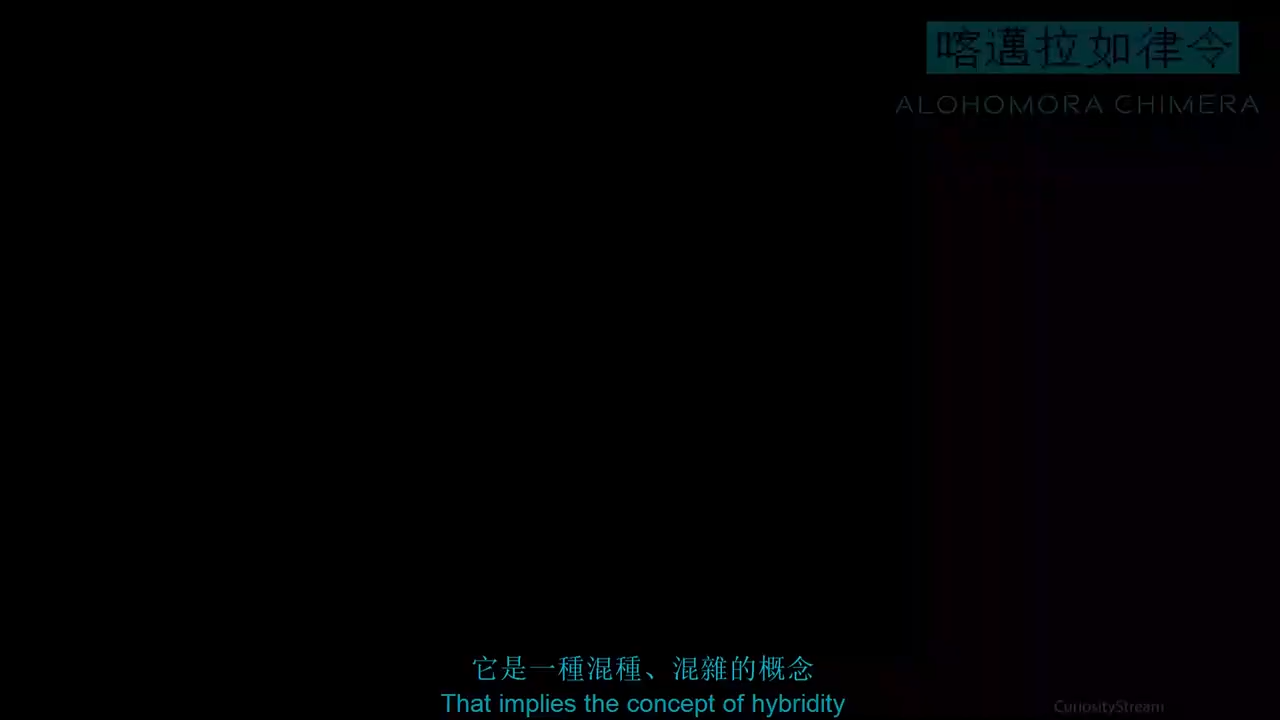 喀邁拉如律令
ALOHOMORA CHIMERA
它是一種混種、混雜的概念
That implies the concept of hybridity
CuriosityStream